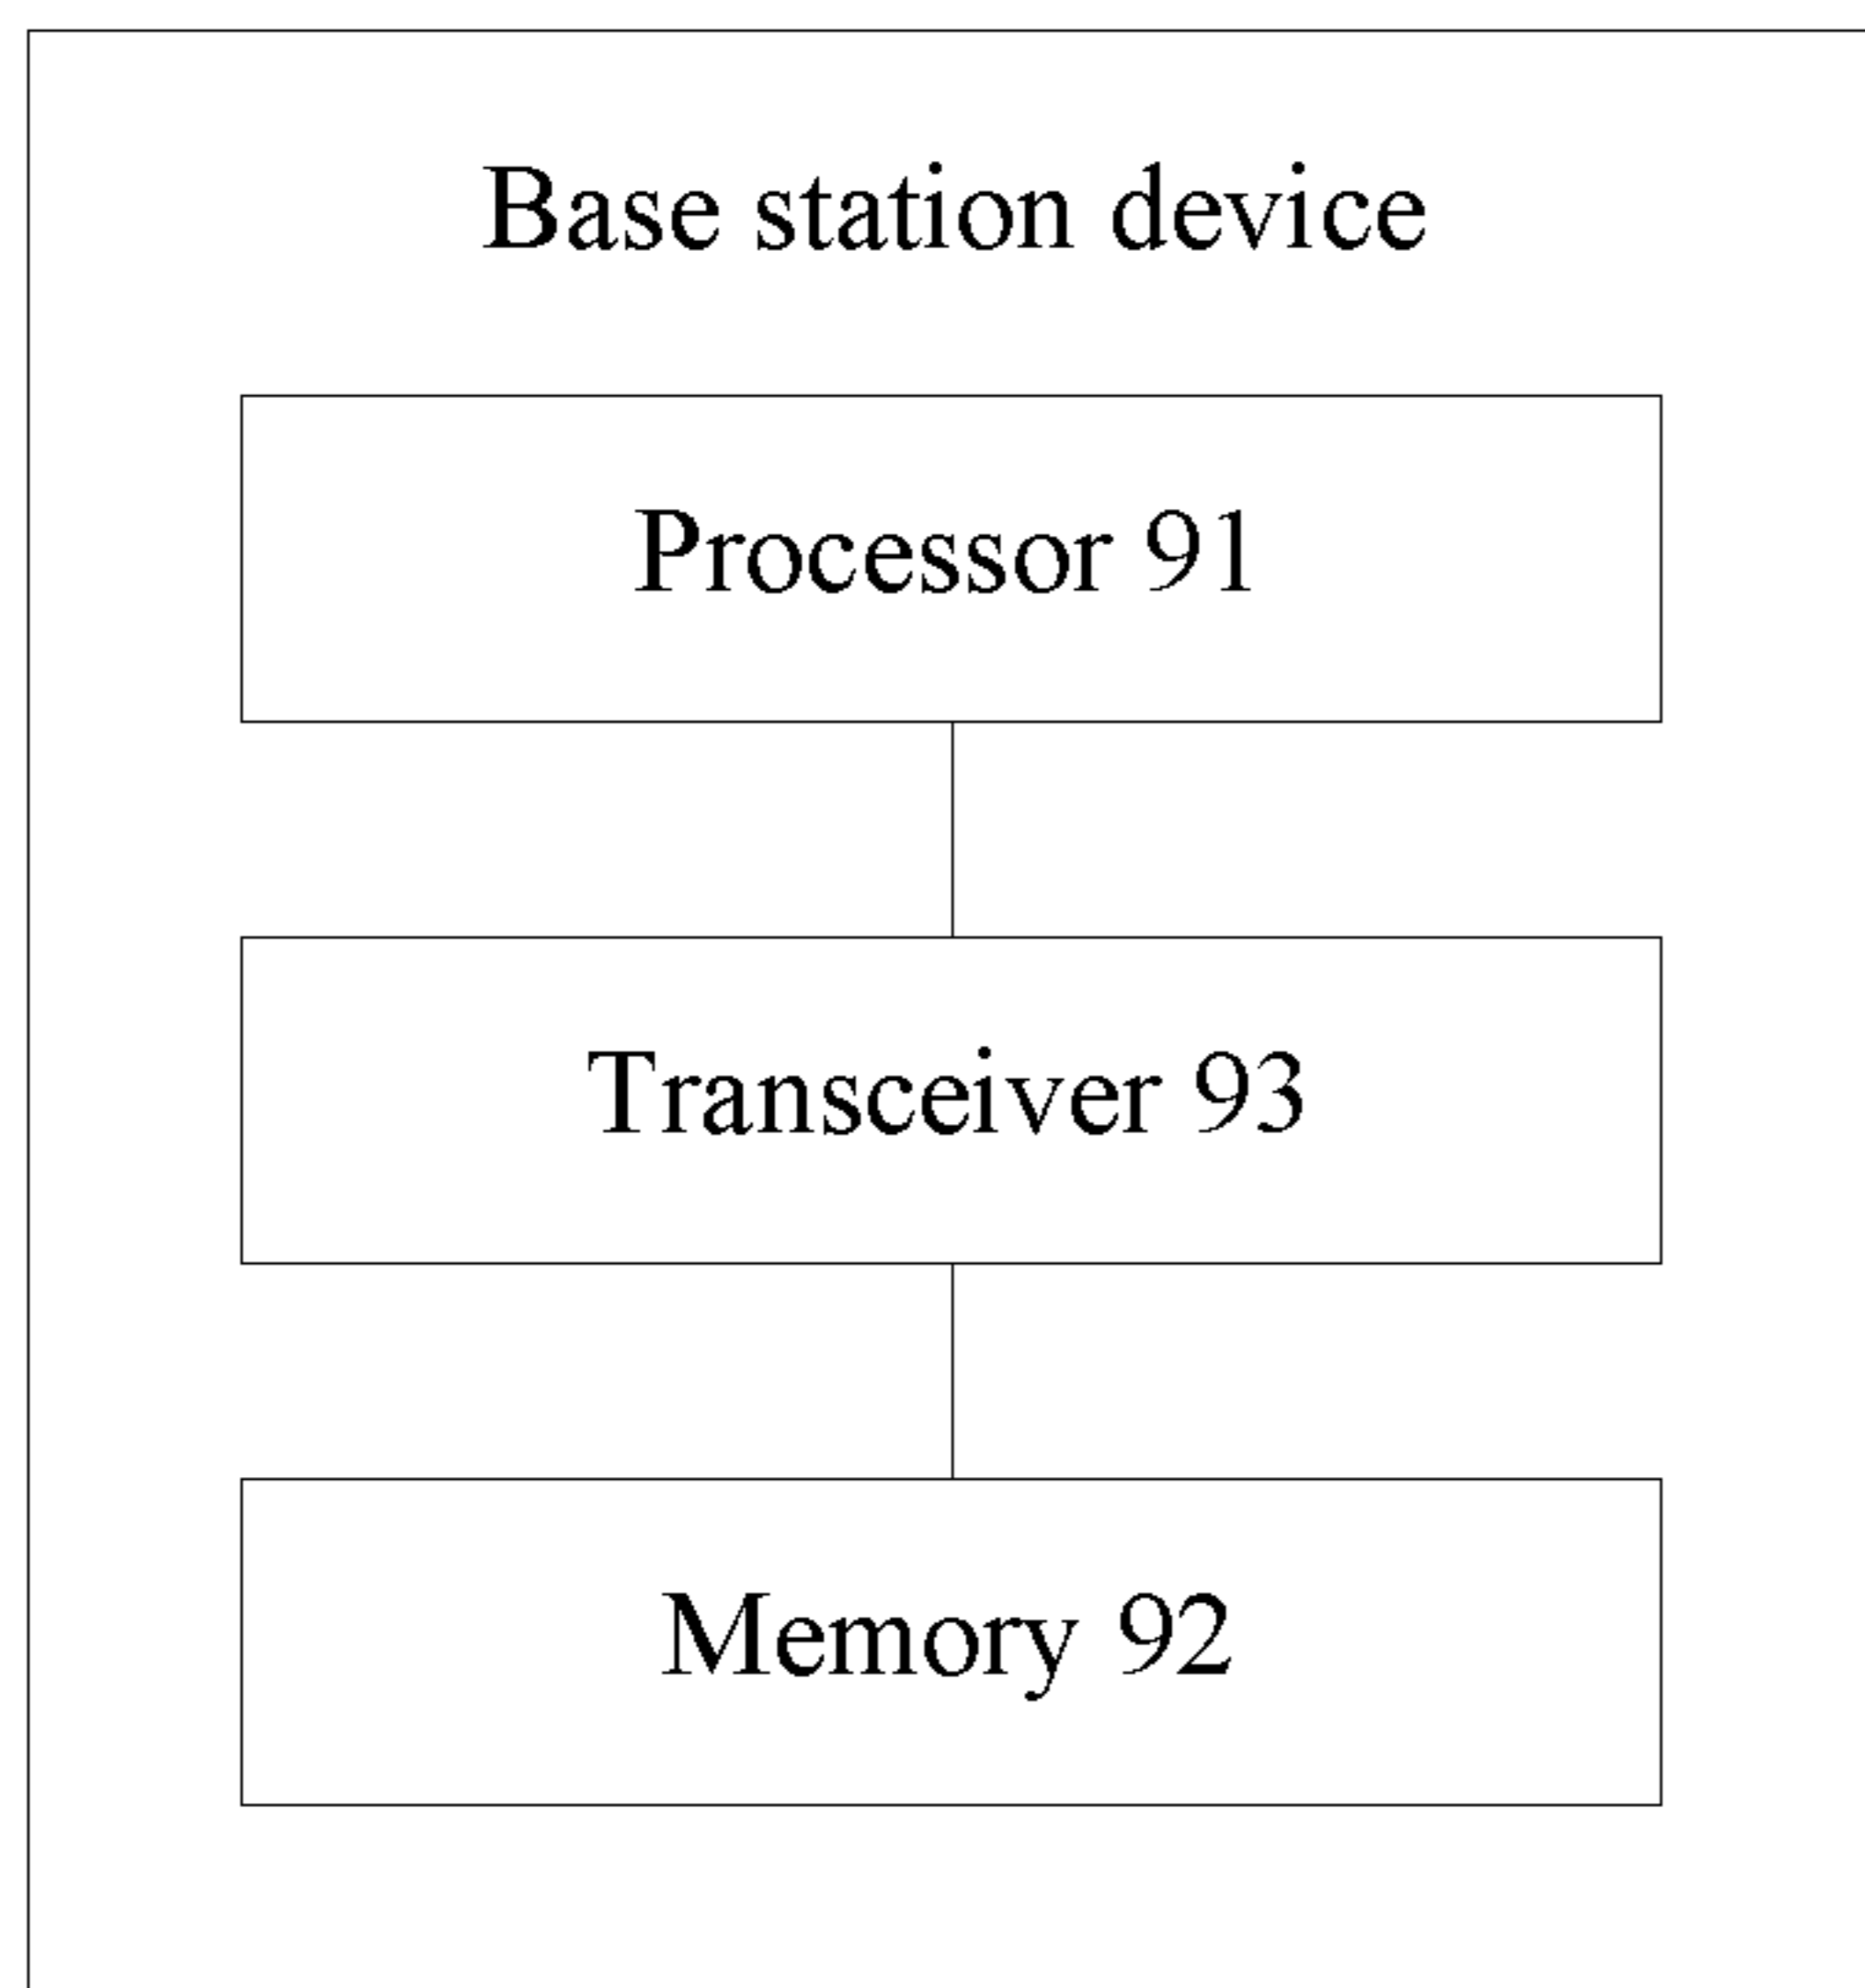 Base station device
Processor 91
Transceiver 93
Memory 92